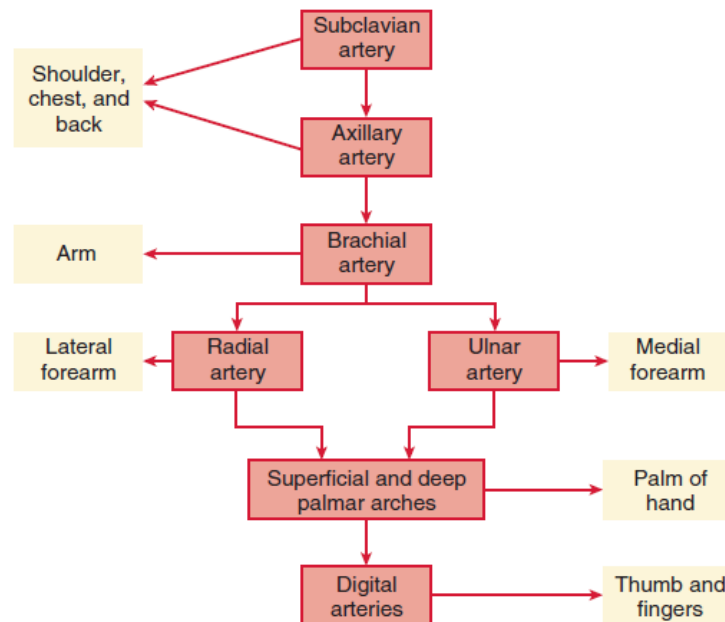 Subclavian
artery
Shoulder,
chest, and
back
Axillary
artery
Arm
Brachial
artery
Lateral
forearm
Radial
artery
Ulnar
artery
Medial
forearm
Superficial and deep
palmar arches
Palm of
hand
Digital
arteries
Thumb and
fingers